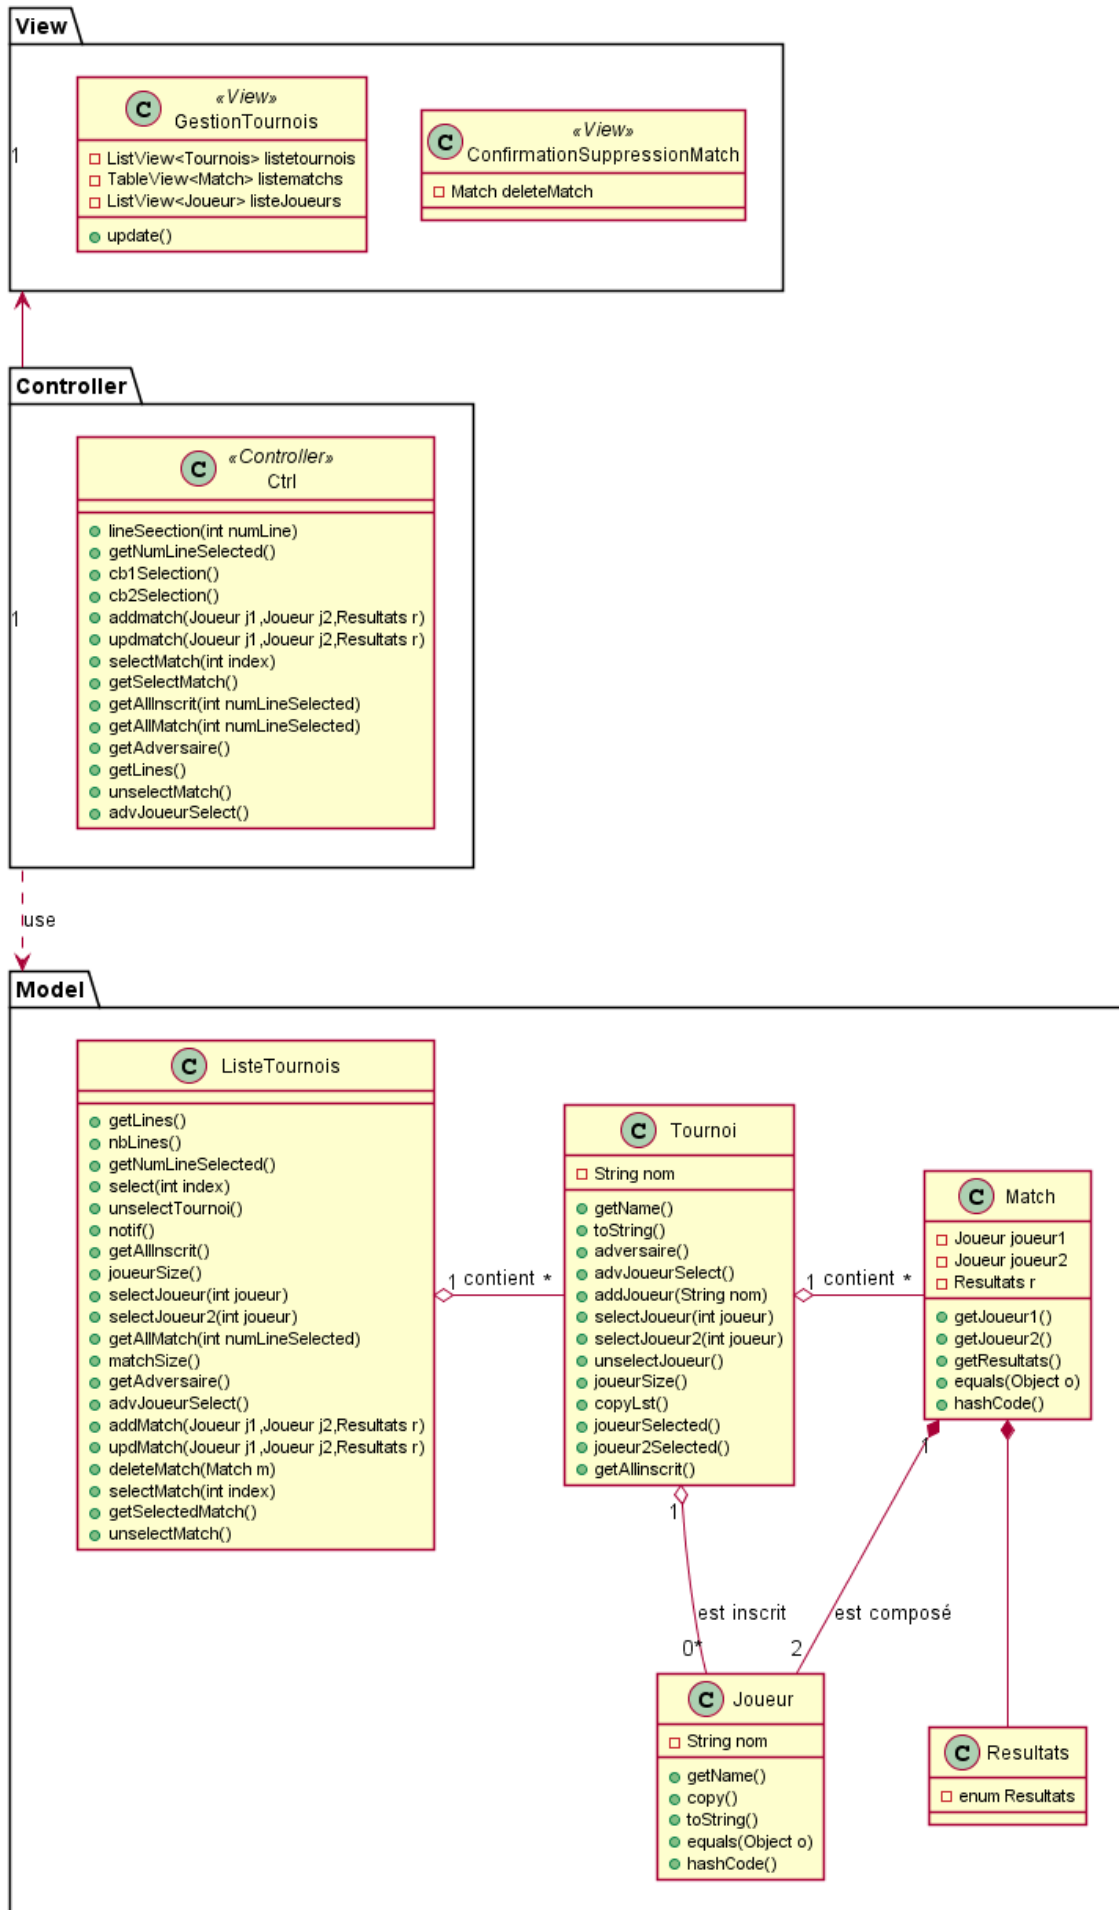 View
1
C
«View»
GestionTournois
ListView<Tournois> listetournois
TableView<Match> listematchs
ListView<Joueur> listeJoueurs
update()
C
«View»
ConfirmationSuppressionMatch
Match deleteMatch
Controller
1
C
«Controller»
Ctrl
lineSeection(int numLine)
getNumLineSelected()
cb1Selection()
cb2Selection()
addmatch(Joueur j1,Joueur j2,Resultats r)
updmatch(Joueur j1,Joueur j2,Resultats r)
selectMatch(int index)
getSelectMatch()
getAllInscrit(int numLineSelected)
getAllMatch(int numLineSelected)
getAdversaire()
getLines()
unselectMatch()
advJoueurSelect()
use
Model
C
ListeTournois
getLines()
nbLines()
getNumLineSelected()
select(int index)
unselectTournoi()
notif()
getAllInscrit()
joueurSize()
selectJoueur(int joueur)
selectJoueur2(int joueur)
getAllMatch(int numLineSelected)
matchSize()
getAdversaire()
advJoueurSelect()
addMatch(Joueur j1,Joueur j2,Resultats r)
updMatch(Joueur j1,Joueur j2,Resultats r)
deleteMatch(Match m)
selectMatch(int index)
getSelectedMatch()
unselectMatch()
1 contient *
C
Tournoi
String nom
getName()
toString()
adversaire()
advJoueurSelect()
addJoueur(String nom)
selectJoueur(int joueur)
selectJoueur2(int joueur)
unselectJoueur()
joueurSize()
copyLst()
joueurSelected()
joueur2Selected()
getAllinscrit()
1 contient *
C
Match
Joueur joueur1
Joueur joueur2
Resultats r
getJoueur1()
getJoueur2()
getResultats()
equals(Object o)
hashCode()
1
est inscrit
0*
1
est composé
2
C
Joueur
String nom
getName()
copy()
toString()
equals(Object o)
hashCode()
C
Resultats
enum Resultats